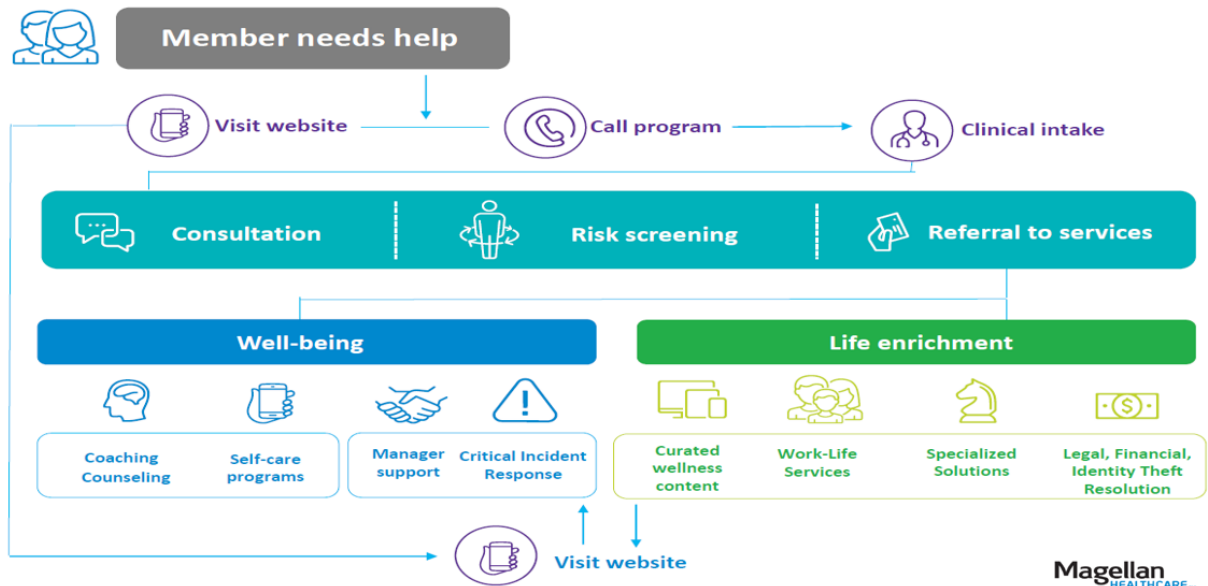 Member needs help
Visit website
Call program
Clinical intake
Consultation
Risk screening
Referral to services
Well-being
Life enrichment
Coaching
Counseling
Self-care
programs
Manager
support
Critical Incident
Response
Curated
wellness
content
Work-Life
Services
Specialized
Solutions
Legal, Financial,
Identity Theft
Resolution
Visit website
Magellan
HEALTHCARE